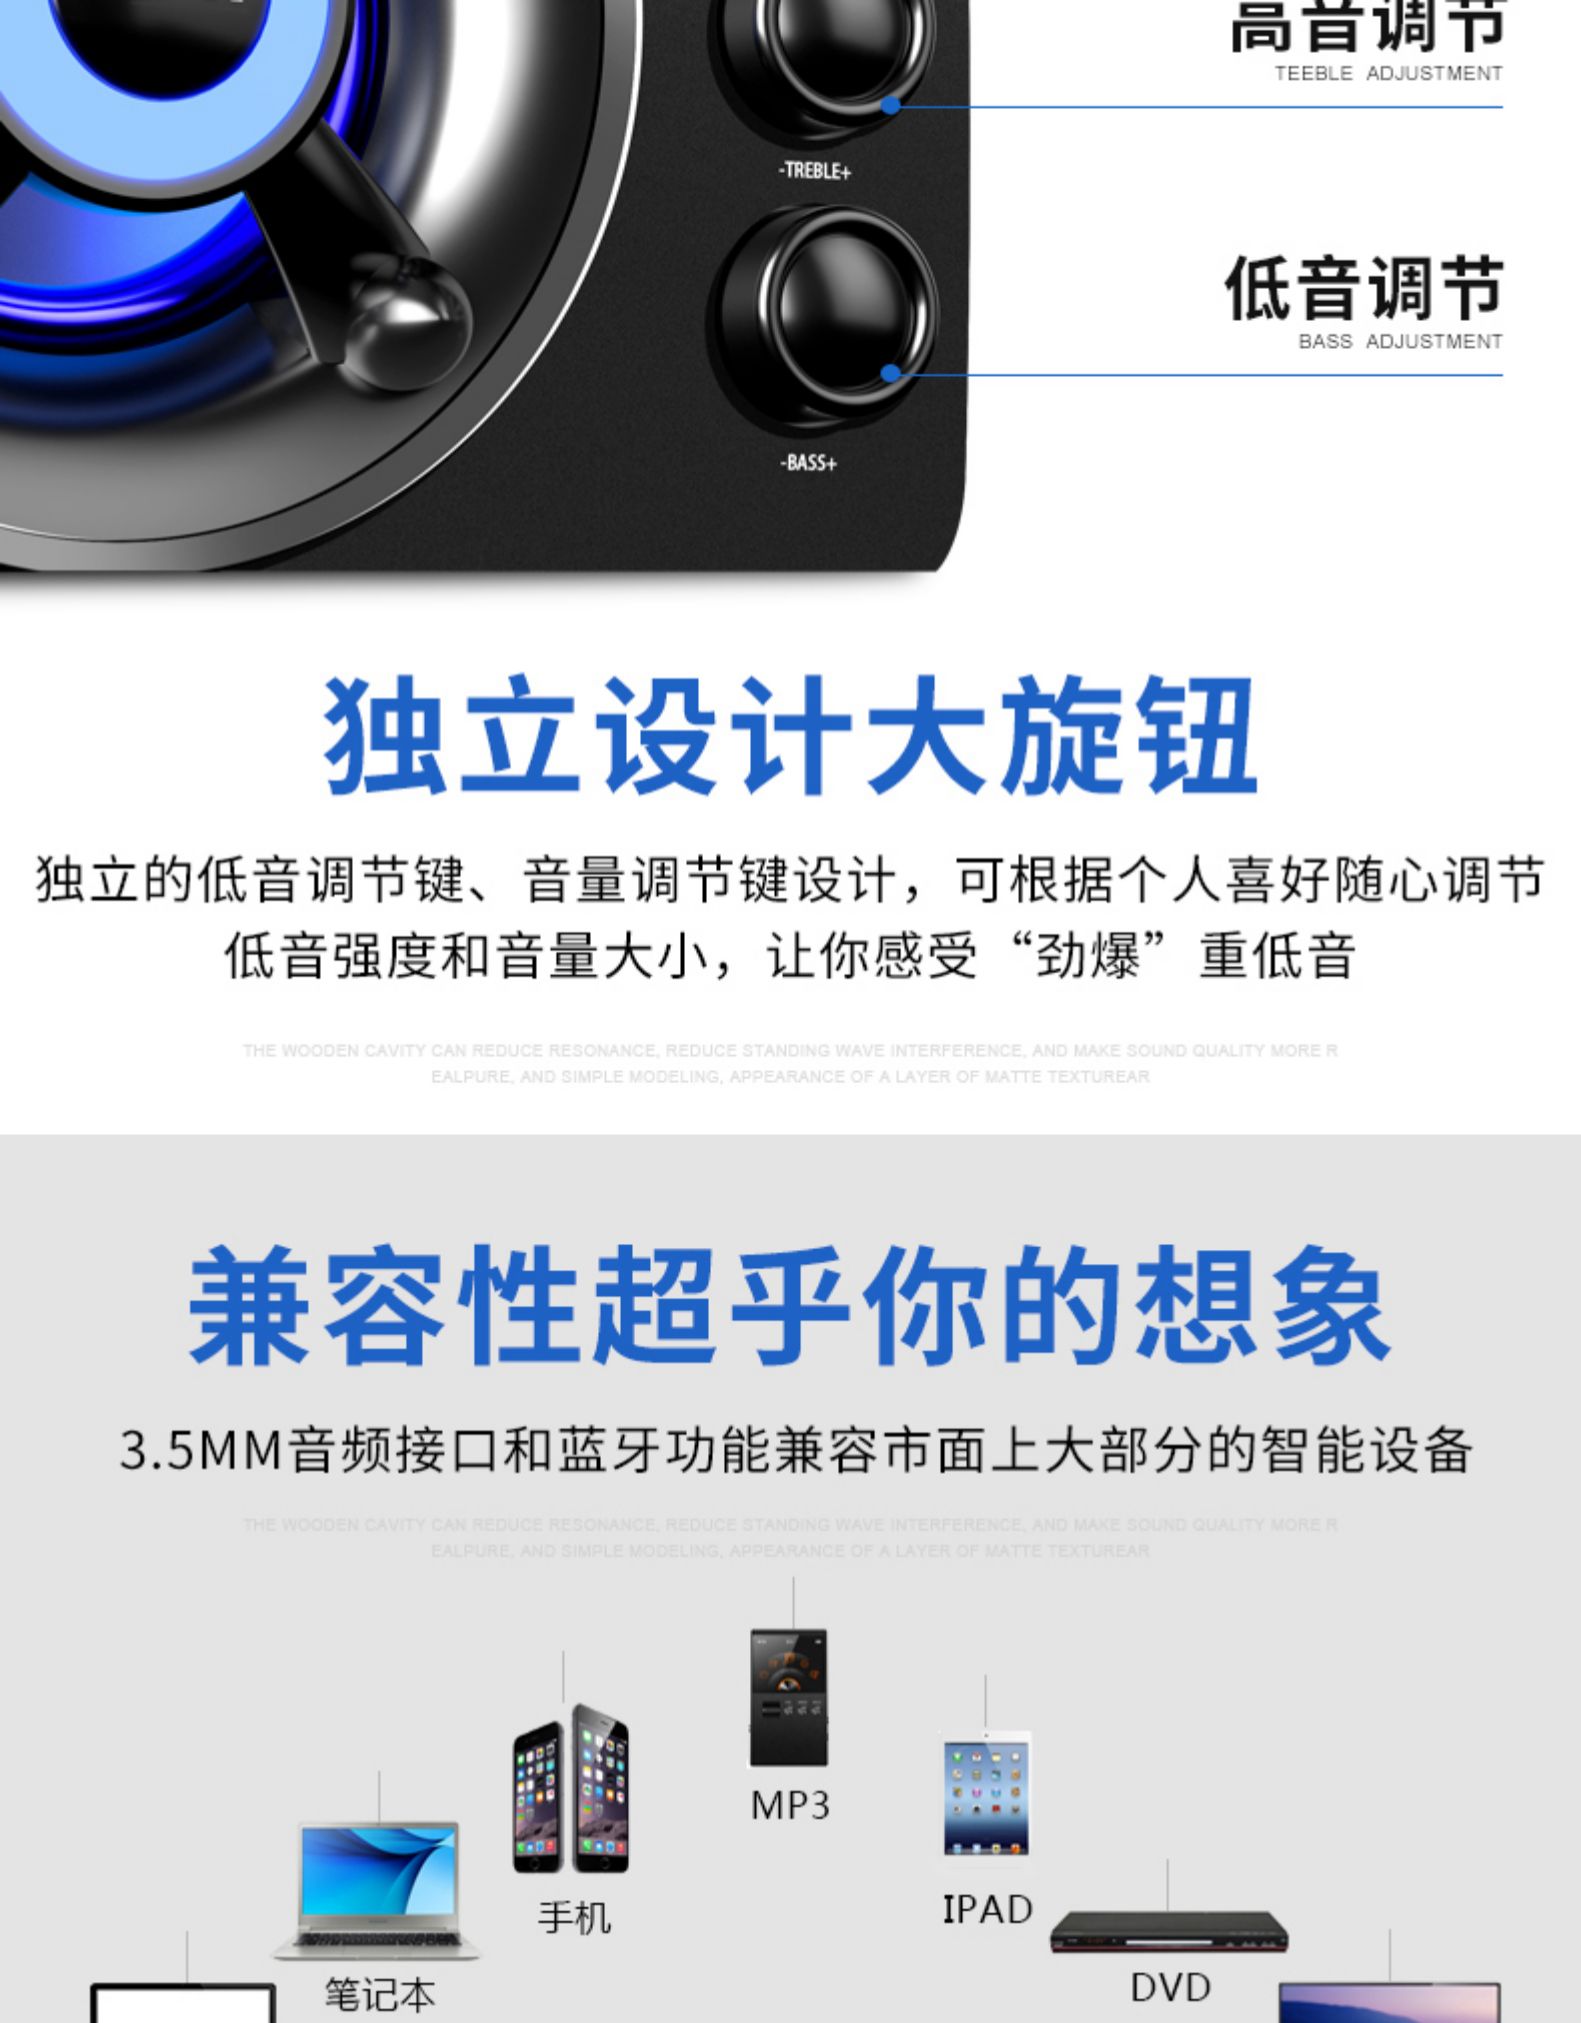 高音调节
TEEBLE ADJUSTMENT
-TREBLE+
低音调节
BASS ADJUSTMENT
-BASS+
独立设计大旋钮
独立的低音调节键、音量调节键设计，可根据个人喜好随心调节
低音强度和音量大小，让你感受“劲爆”重低音
THE WOODEN CAVITY CAN REDUCE RESONANCE, REDUCE STANDING WAVE INTERFERENCE, AND MAKE SOUND QUALITY MORE R
EALPURE, AND SIMPLE MODELING, APPEARANCE OF A LAYER OF MATTE TEXTUREAR
兼容性超乎你的想象
3.5MM音频接口和蓝牙功能兼容市面上大部分的智能设备
THE WOODEN CAVITY CAN REDUCE RESONANCE, REDUCE STANDING WAVE INTERFERENCE, AND MAKE SOUND QUALITY MORE R
EALPURE, AND SIMPLE MODELING, APPEARANCE OF A LAYER OF MATTE TEXTUREAR
MP3
手机
IPAD
笔记本
DVD